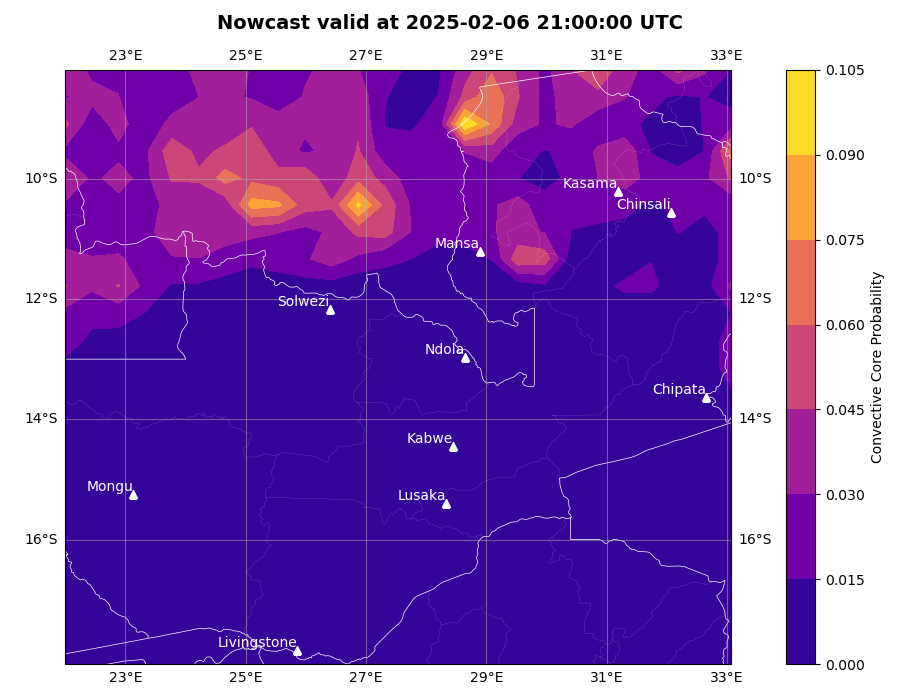 Nowcast valid at 2025-02-06 21:00:00 UTC
23°E 25°E 27°E 29°E 31°E 33°E
0.105
0.090
0.075
0.060
0.045
0.030
0.015
0.000
Convective Core Probability
10°S 10°S
12°S 12°S
14°S 14°S
16°S 16°S
Kasama
Chinsali
Mansa
Solwezi
Ndola
Chipata
Kabwe
Mongu
Lusaka
Livingstone
23°E 25°E 27°E 29°E 31°E 33°E